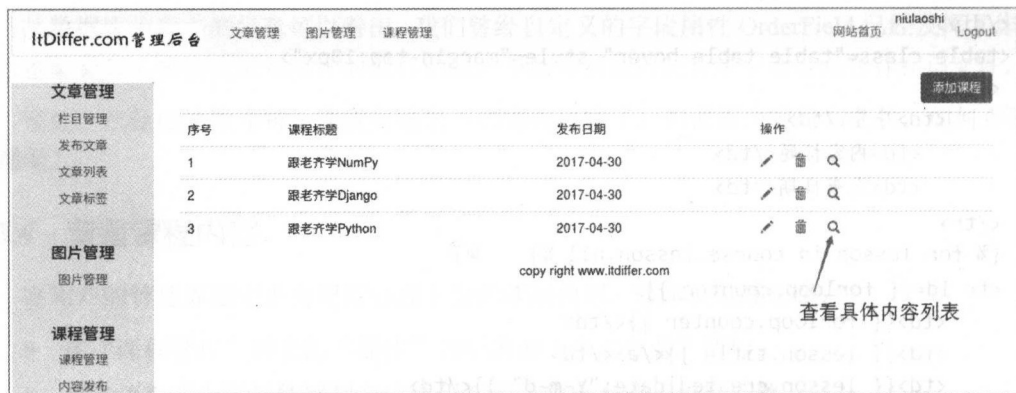 niulaoshi
ItDiffer.com管理后台 文章管理 图片管理 课程管理 网站首页 Logout
添加课程
文章管理
栏目管理
发布文章
文章列表
文章标签
图片管理
图片管理
课程管理
课程管理
内容发布
序号 课程标题 发布日期 操作
1 跟老齐学NumPy 2017-04-30
2 跟老齐学Django 2017-04-30
3 跟老齐学Python 2017-04-30
copy right www.itdiffer.com
查看具体内容列表